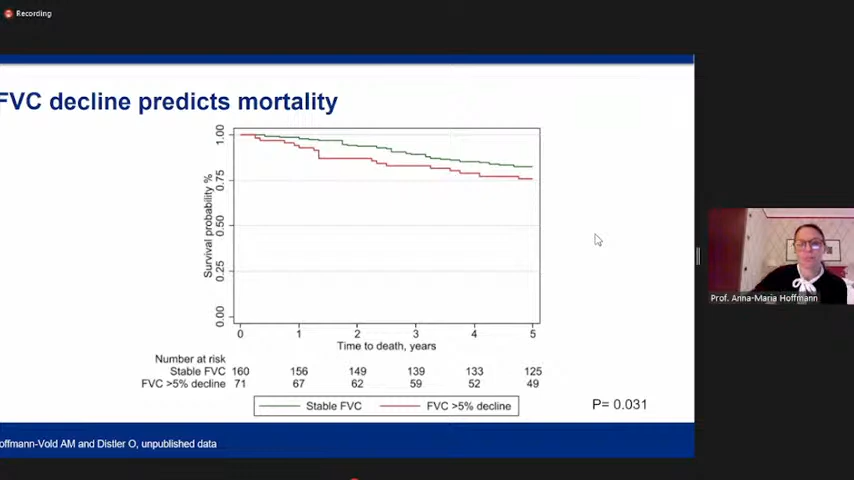 Recording
FVC decline predicts mortality
1.00
0.75
0.50
0.25
0.00
Survival probability %
0 1 2 3 4 5
Time to death, years
Number at risk
Stable FVC 160 156 149 139 133 125
FVC >5% decline 71 67 62 59 52 49
Stable FVC FVC >5% decline
P= 0.031
offmann-Vold AM and Distler O, unpublished data
Prof. Anna-Maria Hoffmann